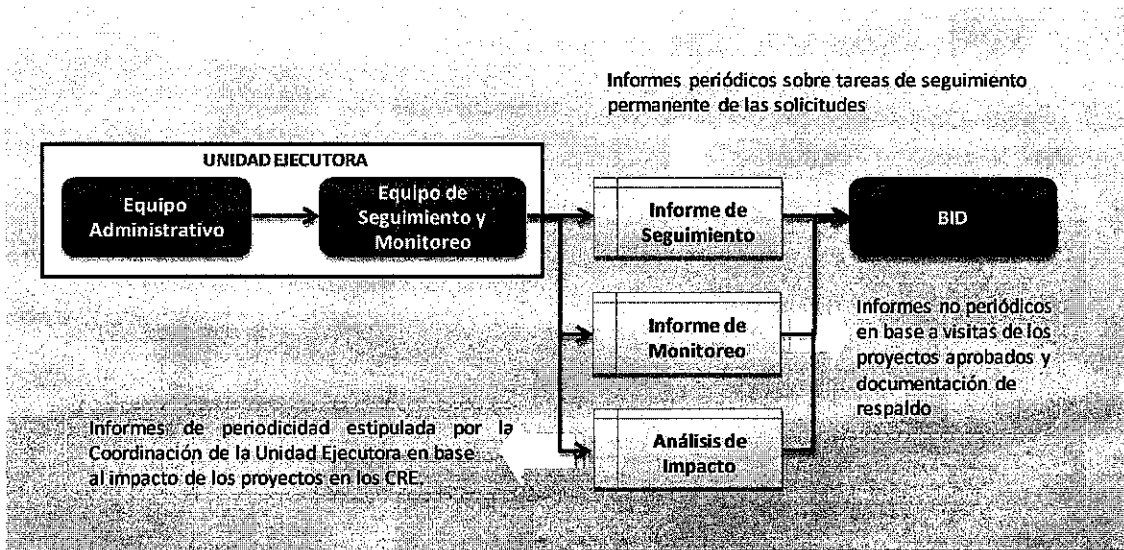 Informes periódicos sobre tareas de seguimiento
permanente de las solicitudes
UNIDAD EJECUTORA
Equipo
Administrativo
Equipo de
Seguimiento y
Monitoreo
Informe de
Seguimiento
BID
Informe de
Monitoreo
Informes no periódicos
en base a visitas de los
proyectos aprobados y
documentación de
respaldo
Informes de periodicidad estipulada por la
Coordinación de la Unidad Ejecutora en base
al impacto de los proyectos en los CRE.
Análisis de
Impacto